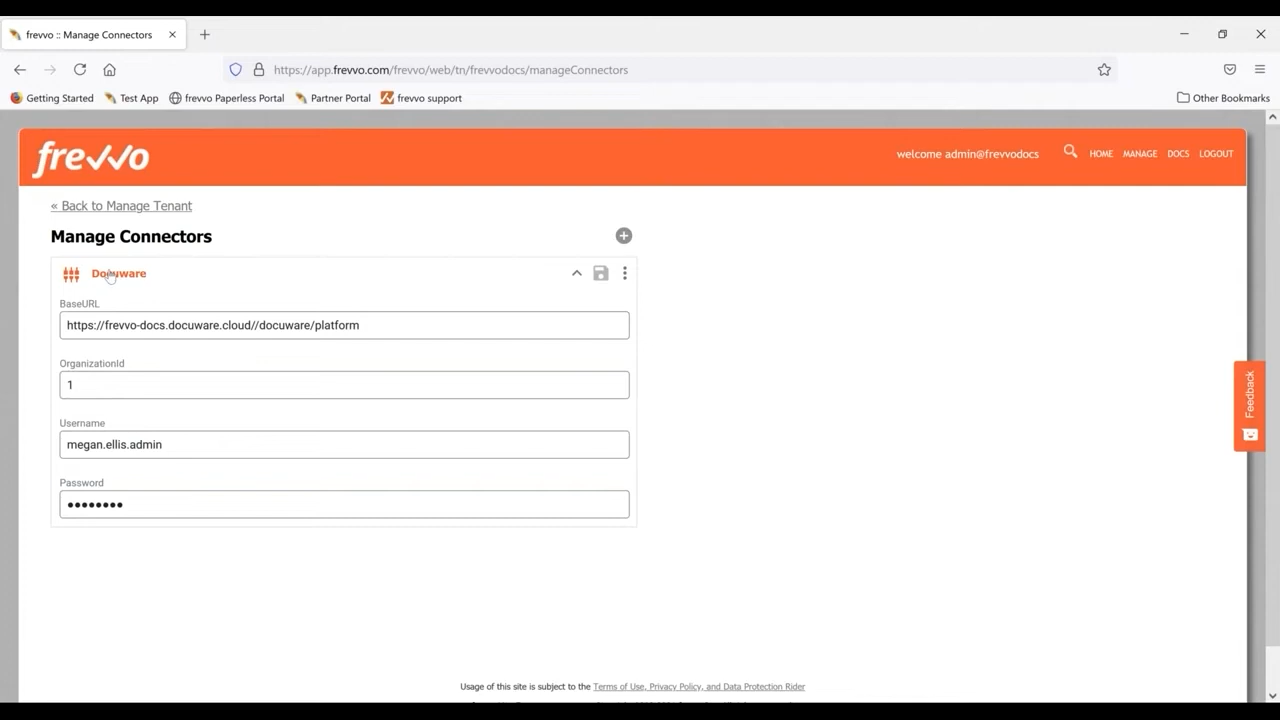 frevvo :: Manage Connectors
https://app.frevvo.com/frevvo/web/tn/frevvodocs/manageConnectors
Getting Started Test App frevvo Paperless Portal Partner Portal frevvo support Other Bookmarks
frevvo welcome admin@frevvodocs HOME MANAGE DOCS LOGOUT
« Back to Manage Tenant
Manage Connectors
Docuware
BaseURL
https://frevvo-docs.docuware.cloud//docuware/platform
OrganizationId
1
Feedback
Username
megan.ellis.admin
Password
••••••••
Usage of this site is subject to the Terms of Use, Privacy Policy, and Data Protection Rider